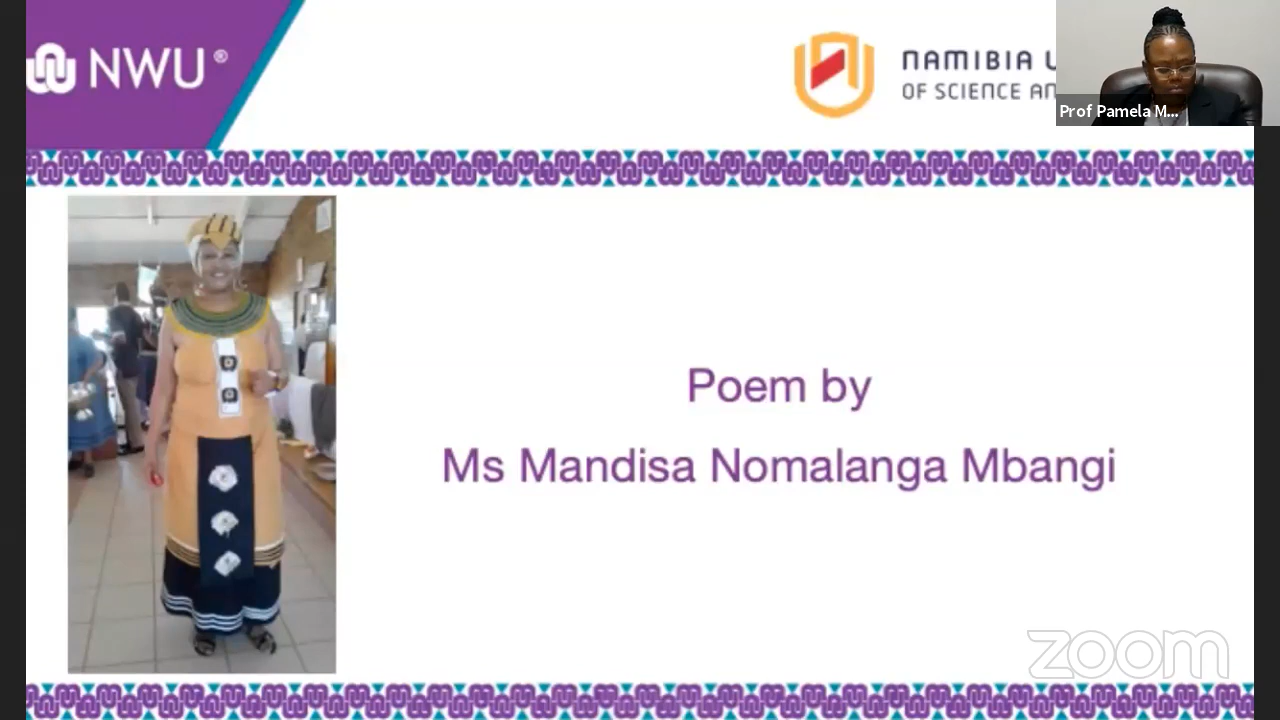 NWU®
NAMIBIA U
OF SCIENCE AN
Prof Pamela M...
Poem by
Ms Mandisa Nomalanga Mbangi
zoom